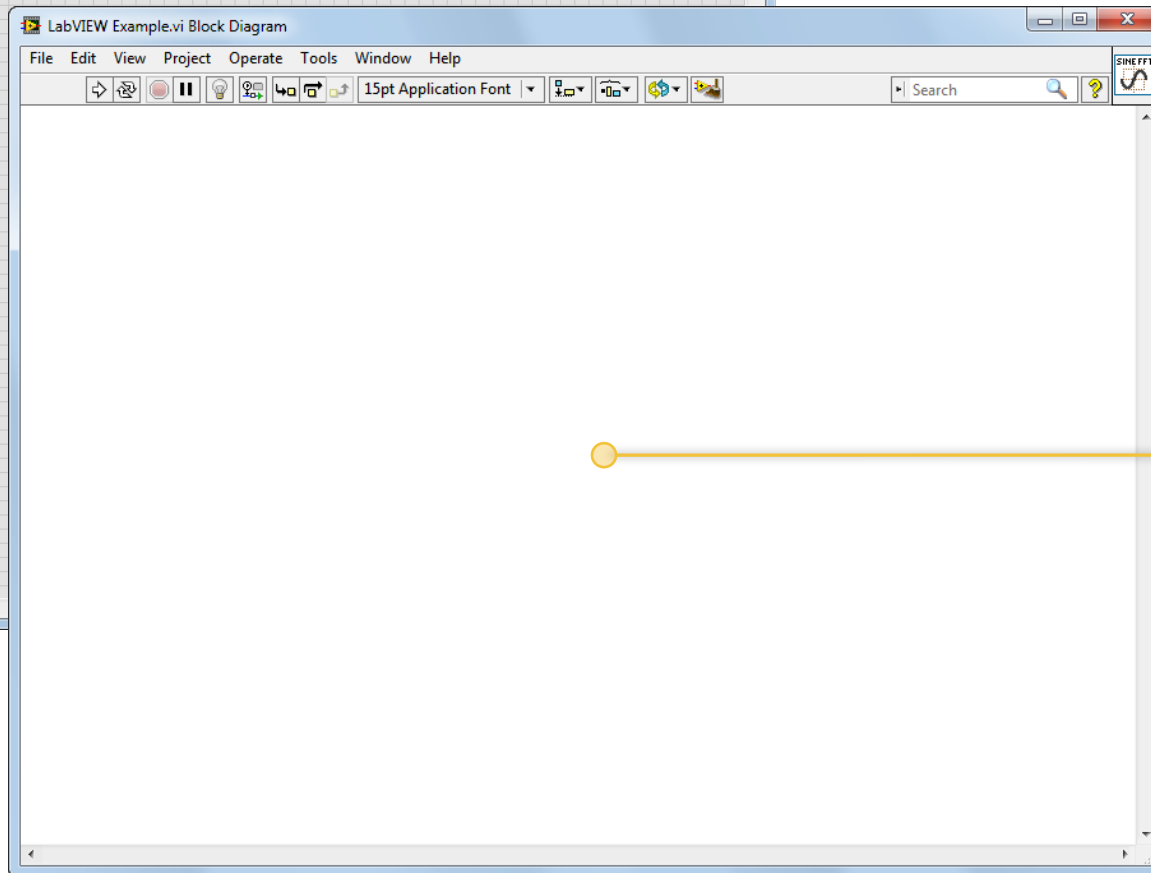 LabVIEW Example.vi Block Diagram
File Edit View Project Operate Tools Window Help
SINE FFT
15pt Application Font
Search